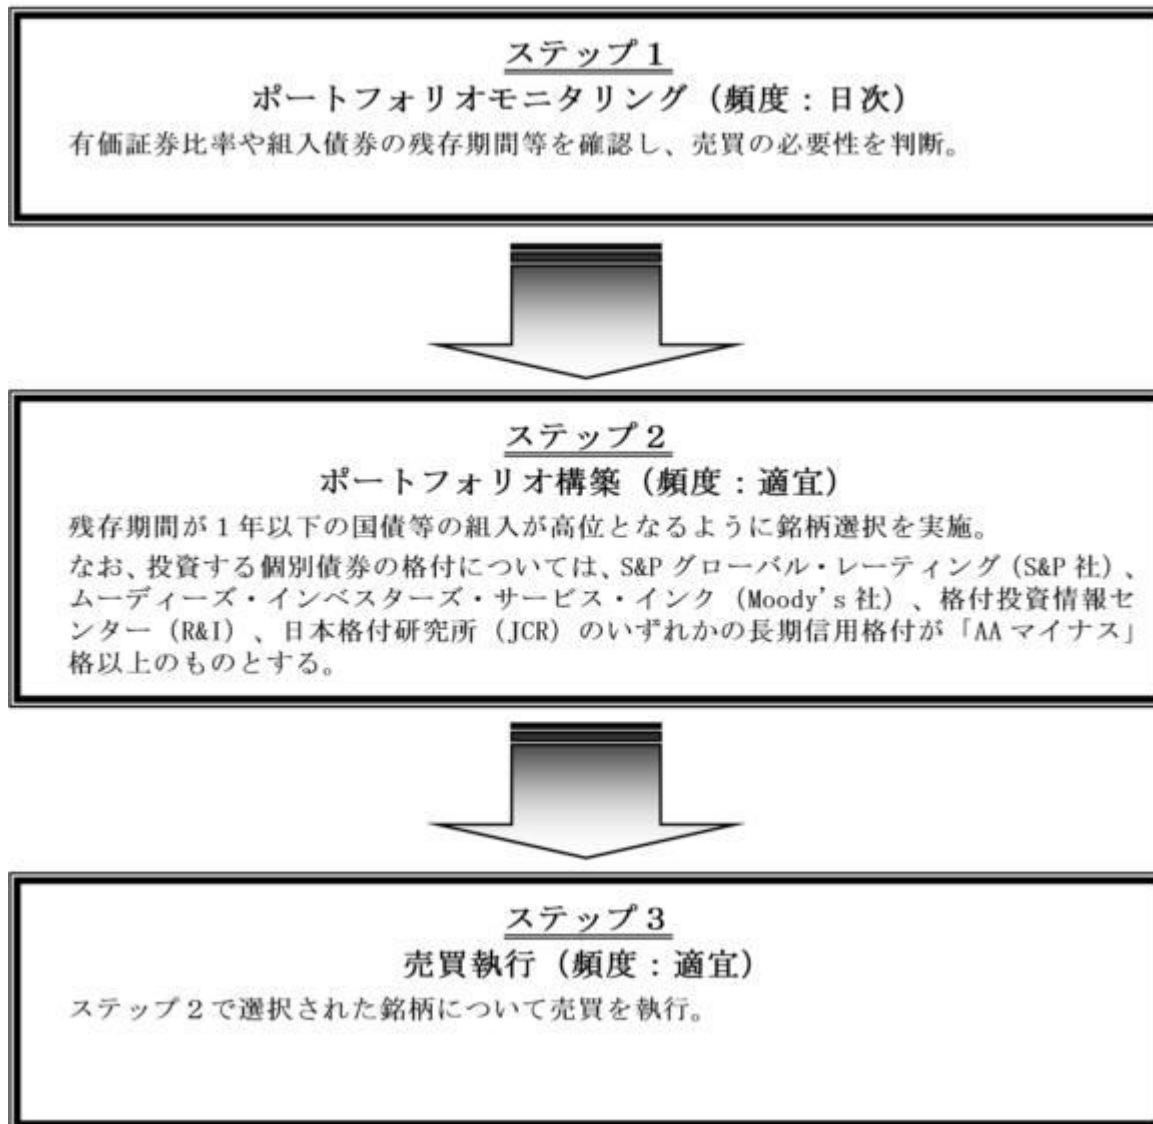 ステップ1
ポートフォリオモニタリング（頻度：日次）
有価証券比率や組入債券の残存期間等を確認し、売買の必要性を判断。
ステップ2
ポートフォリオ構築（頻度：適宜）
残存期間が1年以下の国債等の組入が高位となるように銘柄選択を実施。
なお、投資する個別債券の格付については、S&P グローバル・レーティング（S&P 社）、
ムーディーズ・インベスターズ・サービス・インク（Moody's 社）、格付投資情報セ
ンター（R&I）、日本格付研究所（JCR）のいずれかの長期信用格付が「AA マイナス」
格以上のものとする。
ステップ3
売買執行（頻度：適宜）
ステップ2で選択された銘柄について売買を執行。